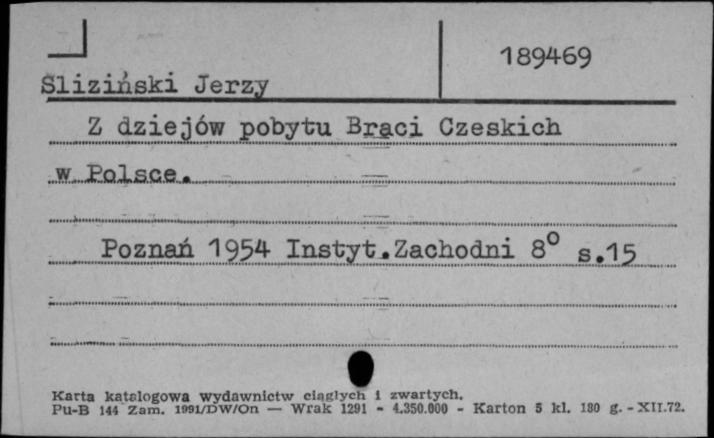 189469
Śliziński Jerzy
Z dziejów pobytu Braci Czeskich
w Polsce.
Poznań 1954 Instyt.Zachodni 8° s.15
Karta katalogowa wydawnictw ciągłych i zwartych.
Pu-B 144 Zam. 1991/DW/On — Wrak 1291 - 4.350.000 - Karton 5 kl. 180 g. - XII.72.